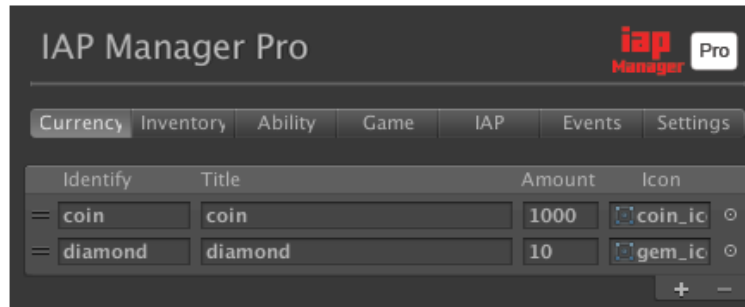 IAP Manager Pro
iap Manager Pro
Currency Inventory Ability Game IAP Events Settings
Identify Title Amount Icon
coin coin 1000 coin_ic
diamond diamond 10 gem_ic
+ −